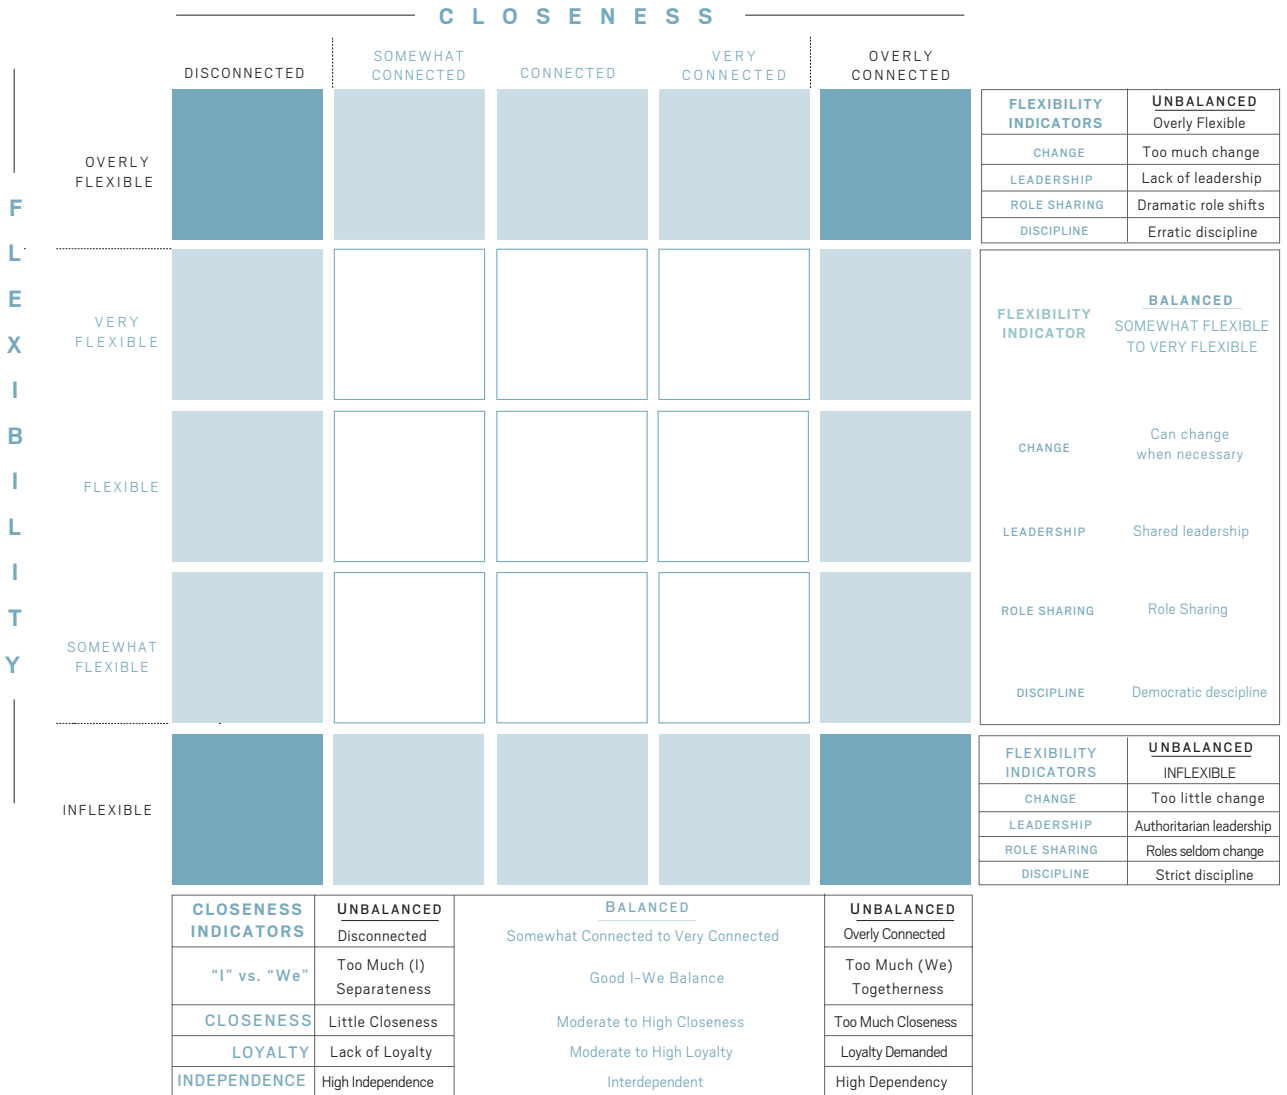 CLOSENESS
DISCONNECTED
SOMEWHAT
CONNECTED
CONNECTED
VERY
CONNECTED
OVERLY
CONNECTED
FLEXIBILITY
OVERLY
FLEXIBLE
VERY
FLEXIBLE
FLEXIBLE
SOMEWHAT
FLEXIBLE
INFLEXIBLE
FLEXIBILITY
INDICATORS
UNBALANCED
Overly Flexible
CHANGE
Too much change
LEADERSHIP
Lack of leadership
ROLE SHARING
Dramatic role shifts
DISCIPLINE
Erratic discipline
FLEXIBILITY
INDICATOR
BALANCED
SOMEWHAT FLEXIBLE
TO VERY FLEXIBLE
CHANGE
Can change
when necessary
LEADERSHIP
Shared leadership
ROLE SHARING
Role Sharing
DISCIPLINE
Democratic descipline
FLEXIBILITY
INDICATORS
UNBALANCED
INFLEXIBLE
CHANGE
Too little change
LEADERSHIP
Authoritarian leadership
ROLE SHARING
Roles seldom change
DISCIPLINE
Strict discipline
CLOSENESS
INDICATORS
UNBALANCED
Disconnected
BALANCED
Somewhat Connected to Very Connected
UNBALANCED
Overly Connected
“I” vs. “We”
Too Much (I)
Separateness
Good I-We Balance
Too Much (We)
Togetherness
CLOSENESS
Little Closeness
Moderate to High Closeness
Too Much Closeness
LOYALTY
Lack of Loyalty
Moderate to High Loyalty
Loyalty Demanded
INDEPENDENCE
High Independence
Interdependent
High Dependency